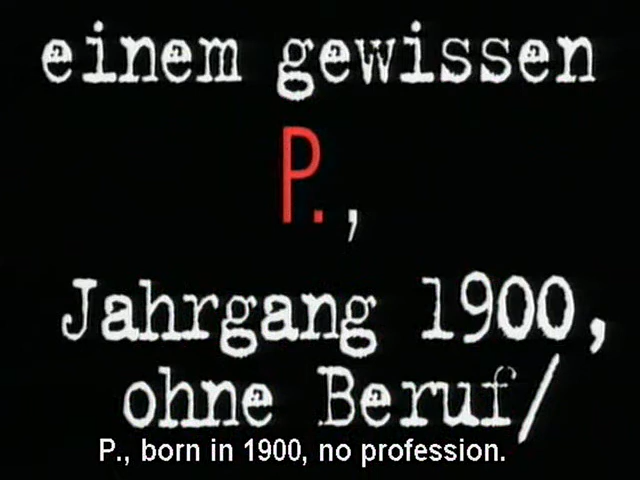 einem gewissen
P.,
Jahrgang 1900,
ohne Beruf/
P., born in 1900, no profession.